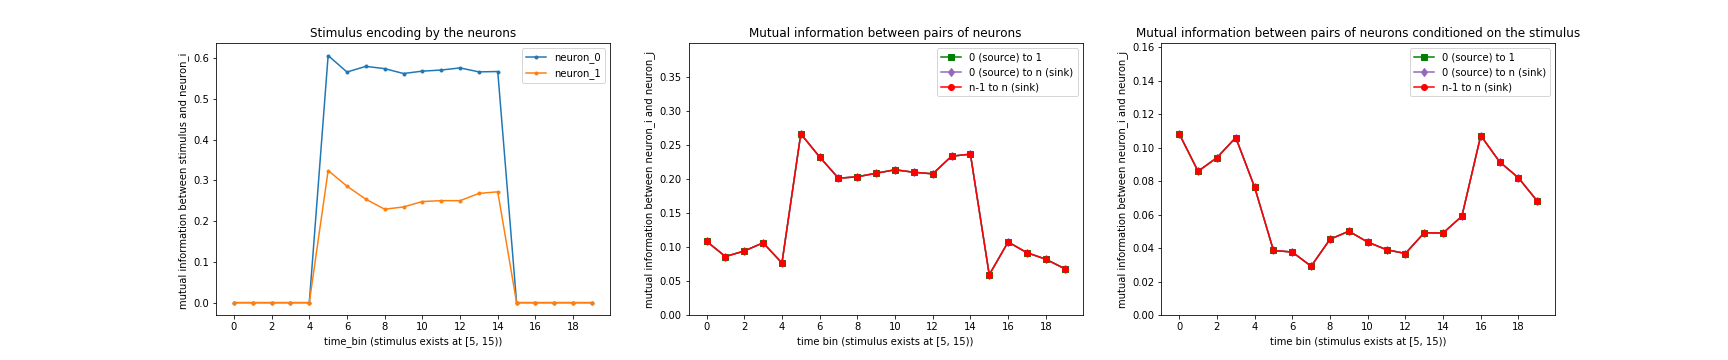 Stimulus encoding by the neurons
mutual information between stimulus and neuron_i
0.6
0.5
0.4
0.3
0.2
0.1
0.0
neuron_0
neuron_1
0 2 4 6 8 10 12 14 16 18
time_bin (stimulus exists at [5, 15))
Mutual information between pairs of neurons
mutual information between neuron_i and neuron_j
0.35
0.30
0.25
0.20
0.15
0.10
0.05
0.00
0 (source) to 1
0 (source) to n (sink)
n-1 to n (sink)
0 2 4 6 8 10 12 14 16 18
time bin (stimulus exists at [5, 15))
Mutual information between pairs of neurons conditioned on the stimulus
mutual information between neuron_i and neuron_j
0.16
0.14
0.12
0.10
0.08
0.06
0.04
0.02
0.00
0 (source) to 1
0 (source) to n (sink)
n-1 to n (sink)
0 2 4 6 8 10 12 14 16 18
time bin (stimulus exists at [5, 15))